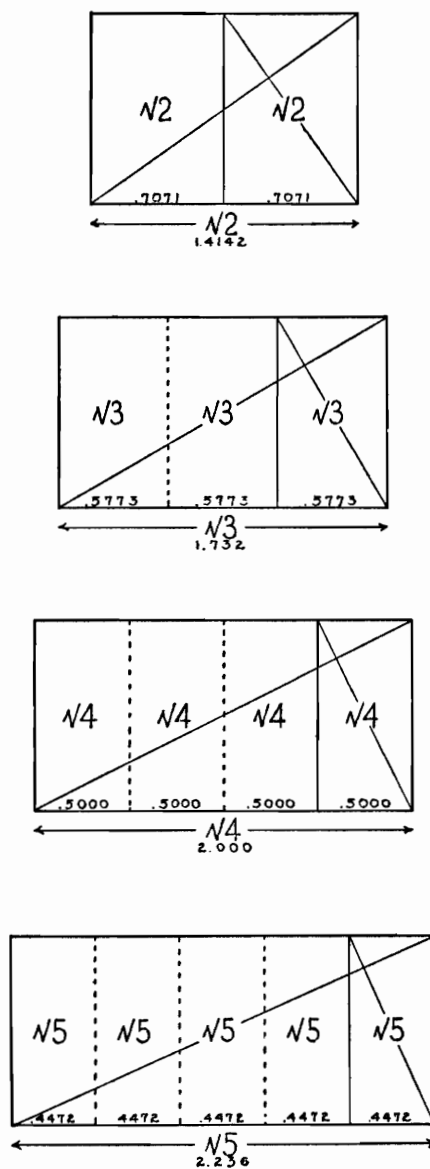 √2 √2
.7071 .7071
√2
1.4142
√3 √3 √3
.5773 .5773 .5773
√3
1.732
√4 √4 √4 √4
.5000 .5000 .5000 .5000
√4
2.000
√5 √5 √5 √5 √5
.4472 .4472 .4472 .4472 .4472
√5
2.236